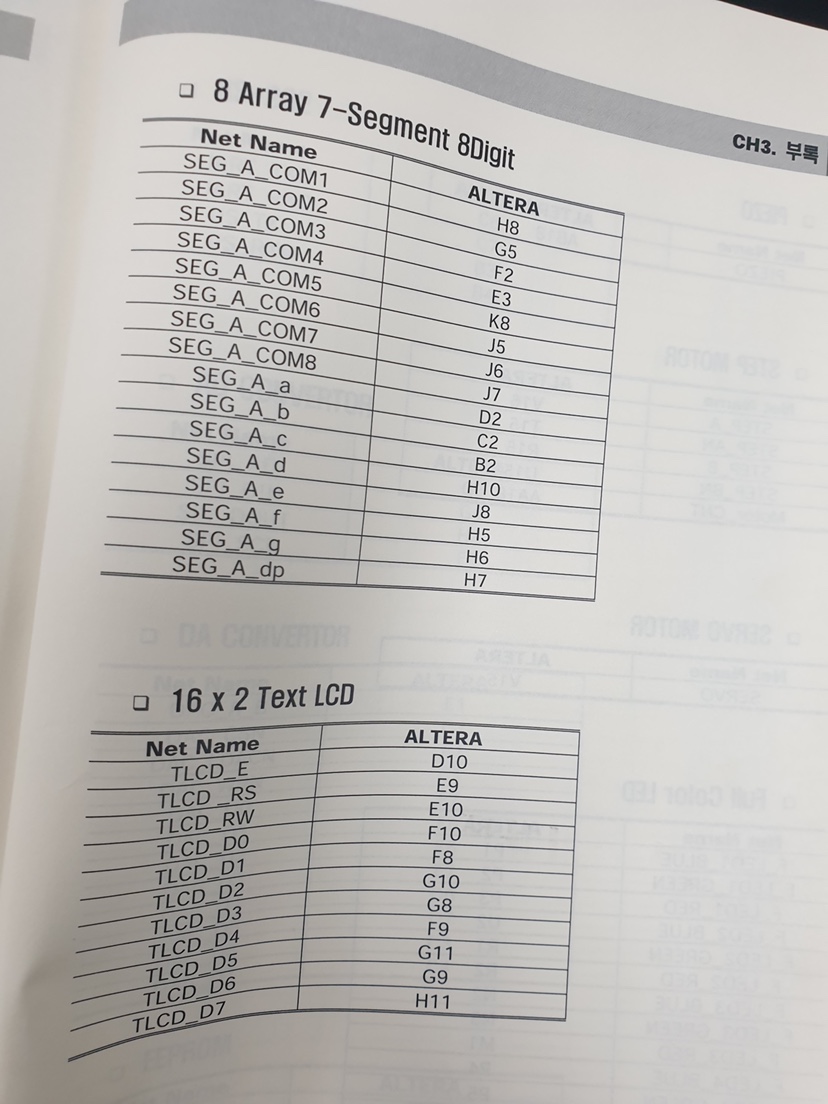 CH3. 부록
❑ 8 Array 7-Segment 8Digit
Net Name ALTERA
SEG_A_COM1 H8
SEG_A_COM2 G5
SEG_A_COM3 F2
SEG_A_COM4 E3
SEG_A_COM5 K8
SEG_A_COM6 J5
SEG_A_COM7 J6
SEG_A_COM8 J7
SEG_A_a D2
SEG_A_b C2
SEG_A_c B2
SEG_A_d H10
SEG_A_e J8
SEG_A_f H5
SEG_A_g H6
SEG_A_dp H7
❑ 16 x 2 Text LCD
Net Name ALTERA
TLCD_E D10
TLCD _RS E9
TLCD_RW E10
TLCD_D0 F10
TLCD_D1 F8
TLCD_D2 G10
TLCD_D3 G8
TLCD_D4 F9
TLCD_D5 G11
TLCD_D6 G9
TLCD_D7 H11